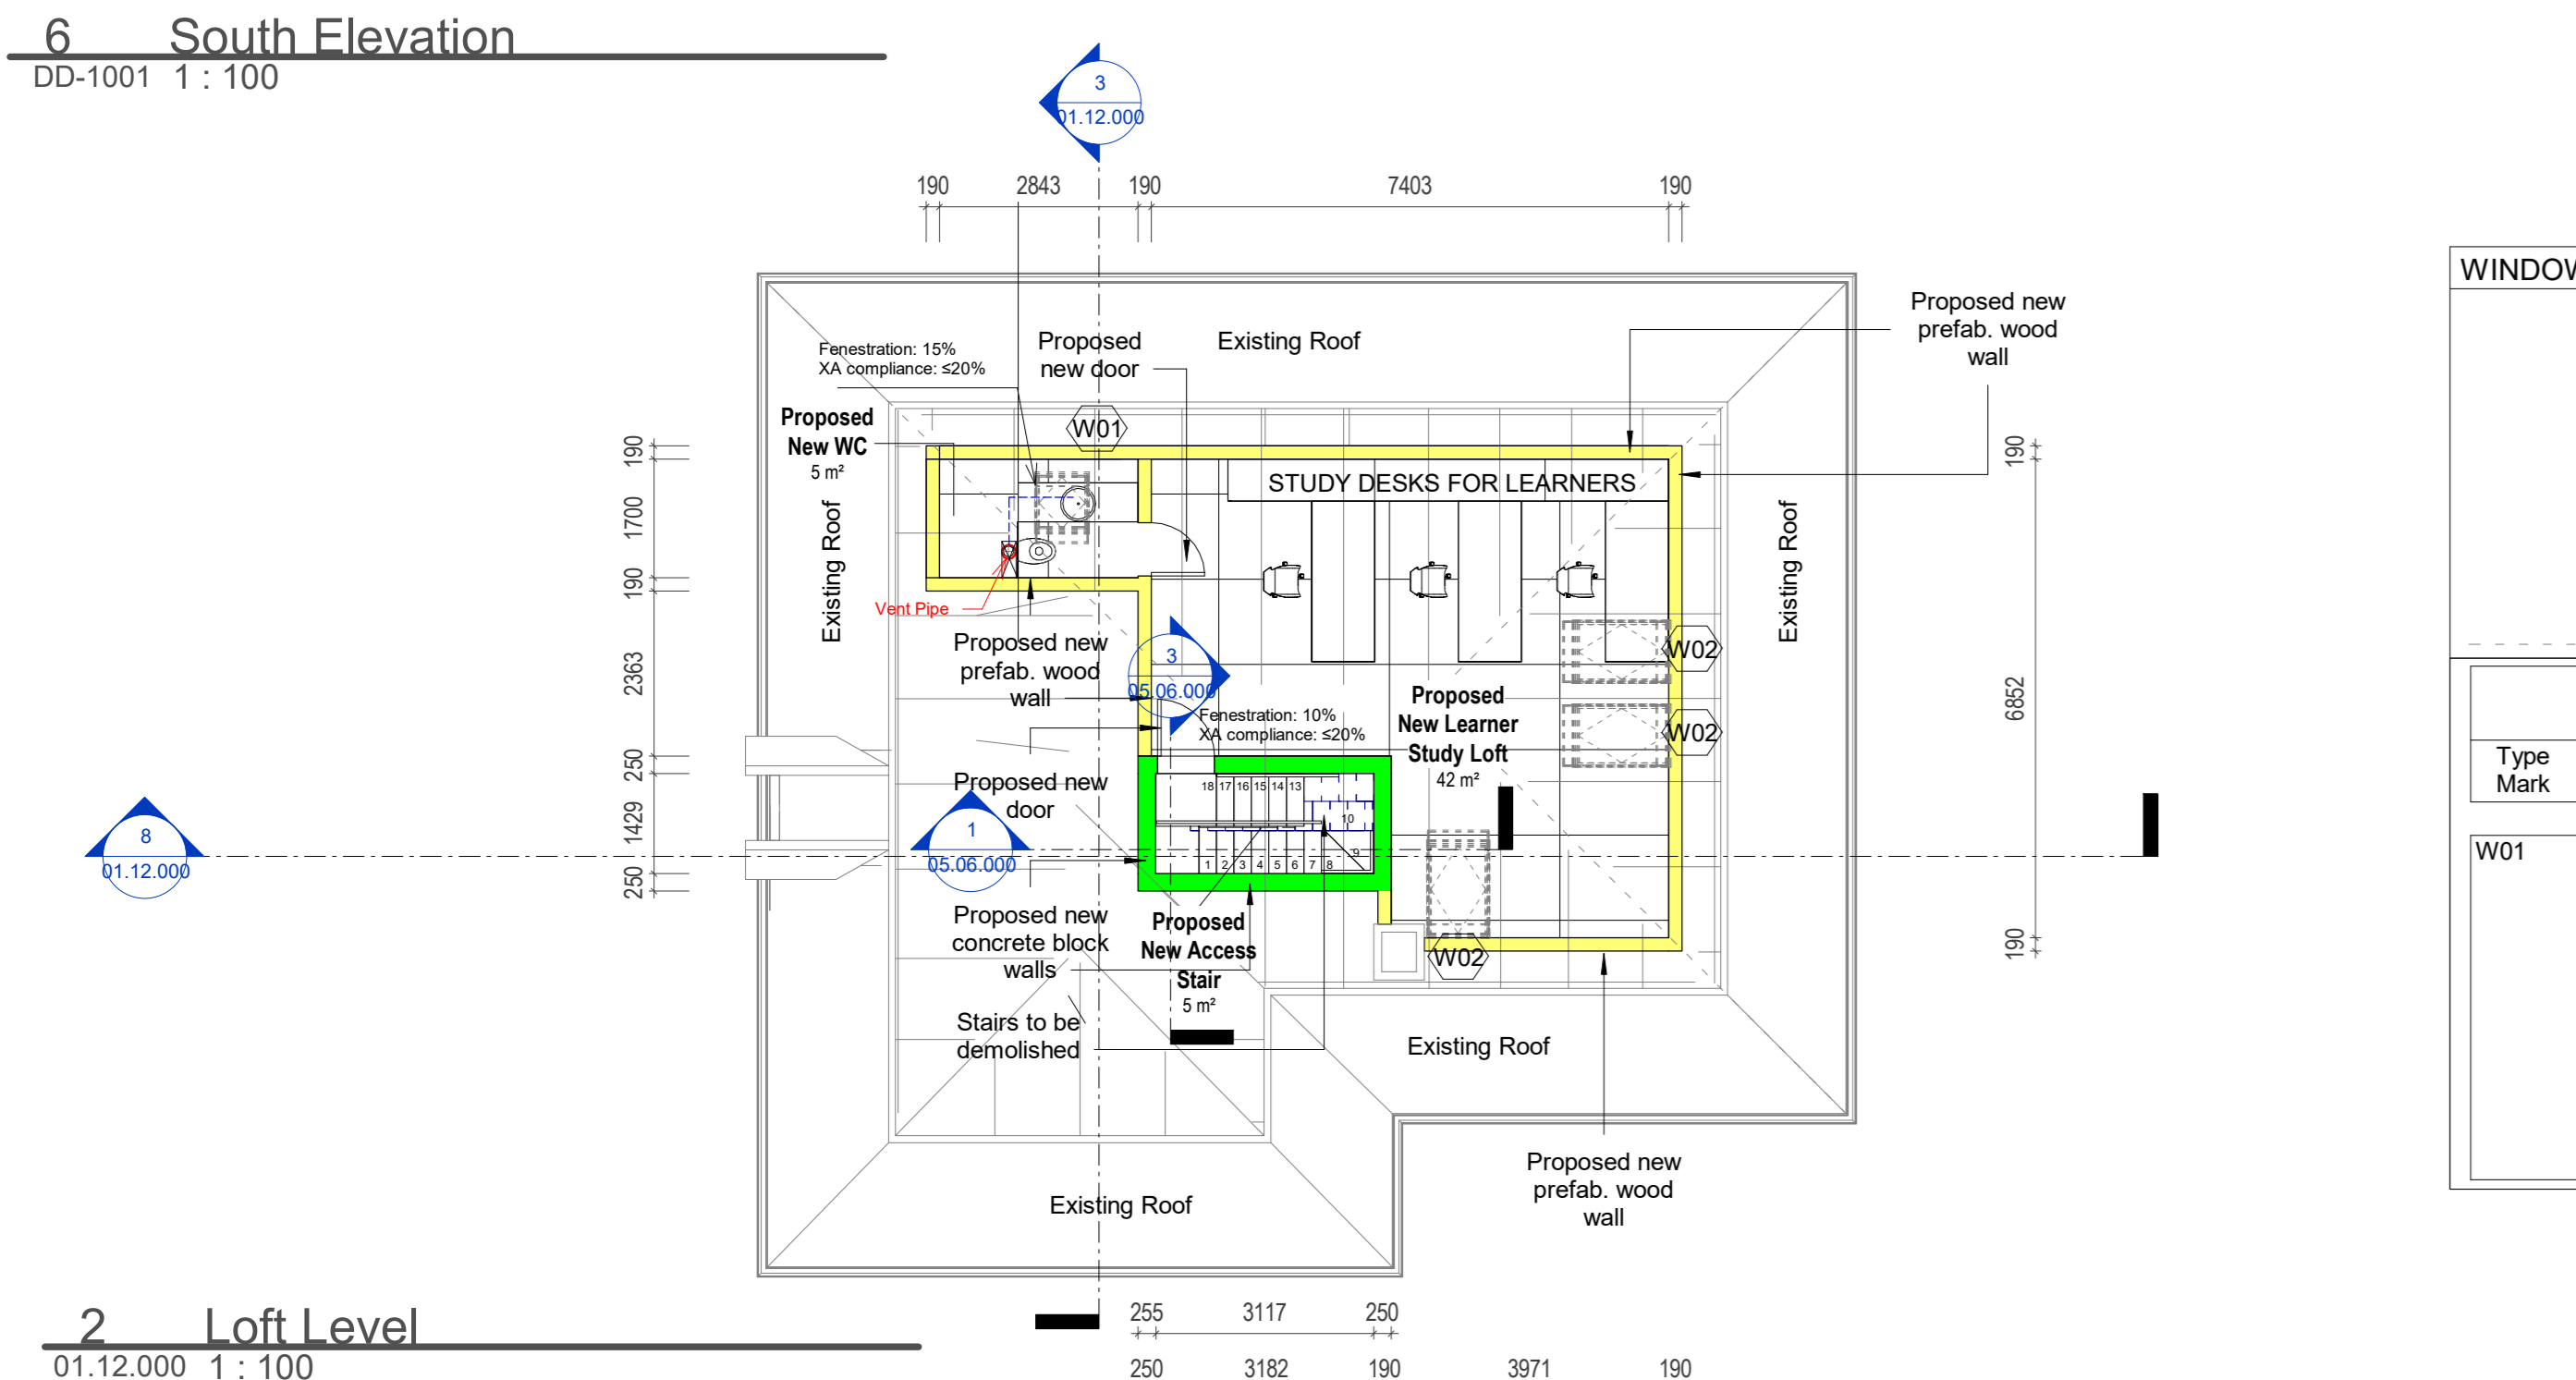 6 South Elevation
DD-1001 1 : 100
3
01.12.000
190 2843 190 7403 190
WINDOW
Proposed new
prefab. wood
wall
Fenestration: 15%
XA compliance: ≤20%
Proposed
new door
Existing Roof
Proposed
New WC
5 m²
W01
190
1700
190
2363
250
1429
250
190
6852
190
STUDY DESKS FOR LEARNERS
Existing Roof
Existing Roof
Vent Pipe
Proposed new
prefab. wood
wall
3
05.06.000
W02
W02
Fenestration: 10%
XA compliance: ≤20%
Proposed
New Learner
Study Loft
42 m²
Type
Mark
W01
Proposed new
door
18 17 16 15 14 13
10
9
1 2 3 4 5 6 7 8
8
01.12.000
1
05.06.000
Proposed new
concrete block
walls
Proposed
New Access
Stair
5 m²
W02
Stairs to be
demolished
Existing Roof
Proposed new
prefab. wood
wall
Existing Roof
2 Loft Level
01.12.000 1 : 100
255 3117 250
250 3182 190 3971 190